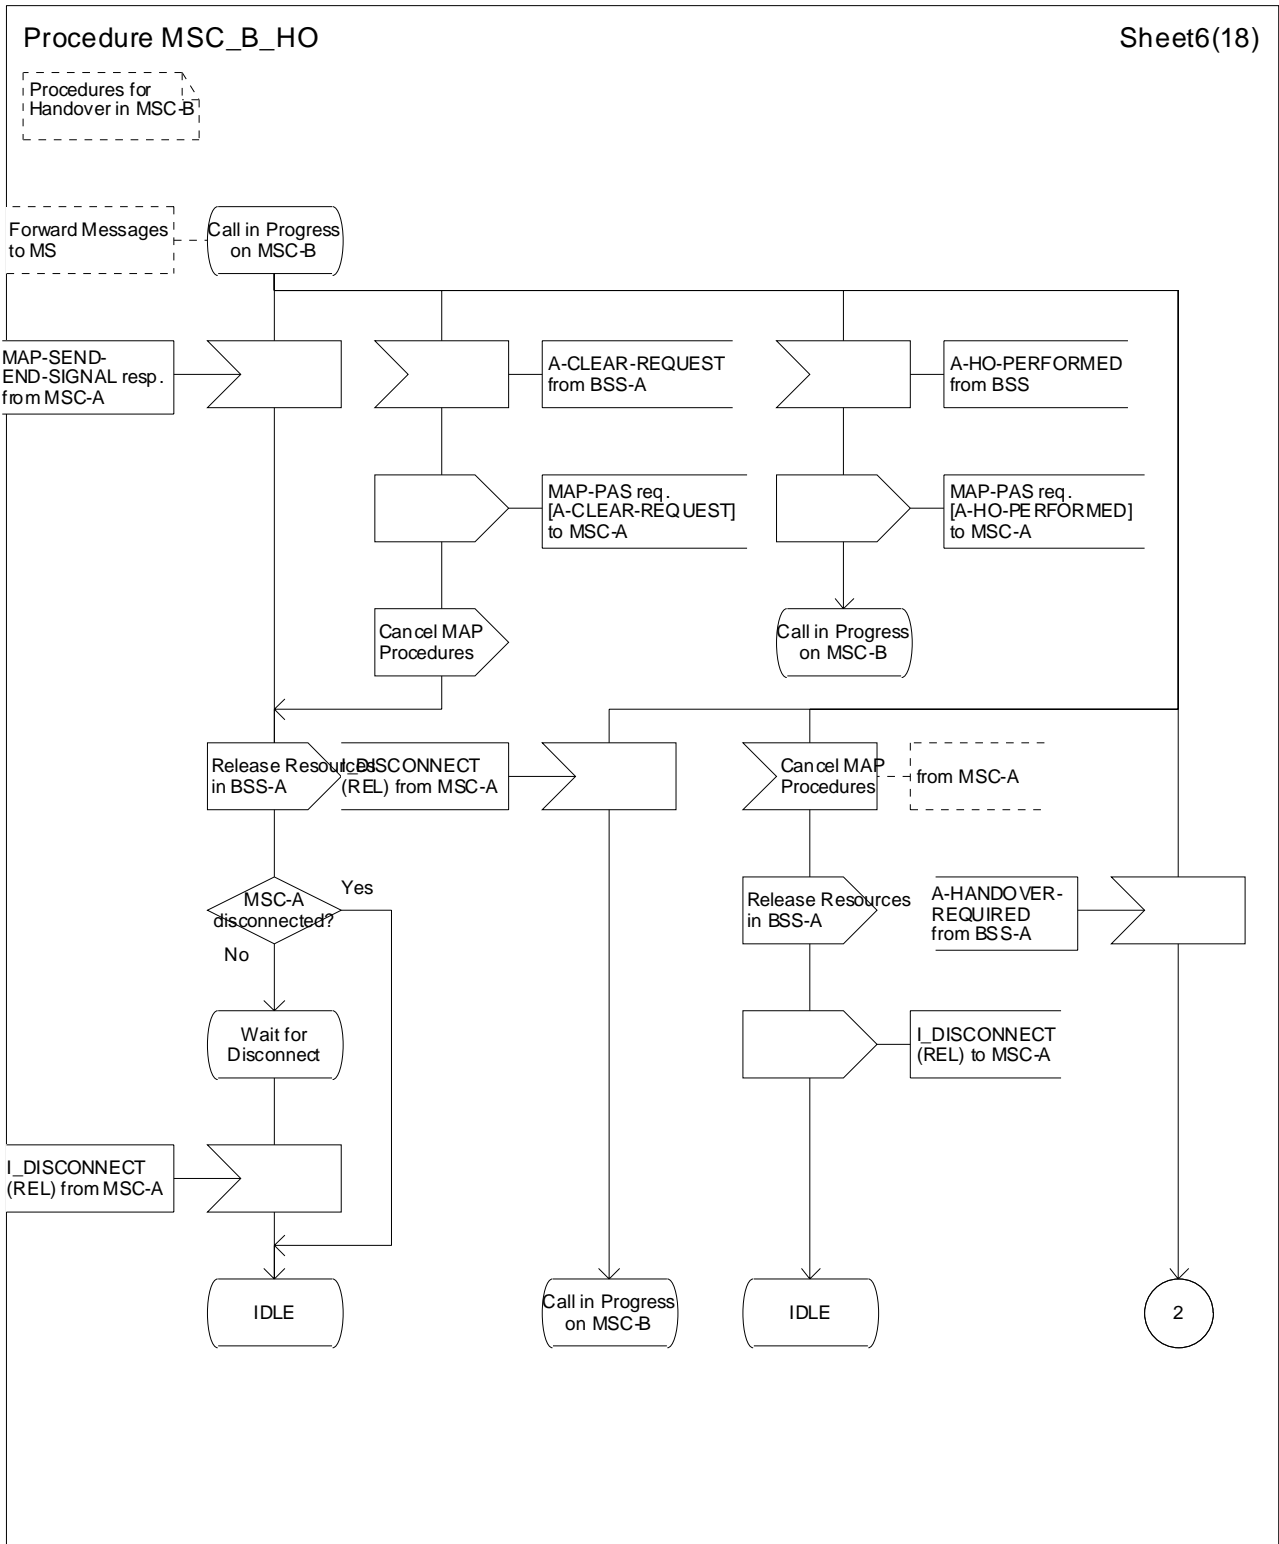 Procedure MSC_B_HO
Sheet6(18)
Procedures for
Handover in MSC-B
Forward Messages
to MS
Call in Progress
on MSC-B
MAP-SEND-
END-SIGNAL resp.
from MSC-A
A-CLEAR-REQUEST
from BSS-A
A-HO-PERFORMED
from BSS
MAP-PAS req.
[A-CLEAR-REQUEST]
to MSC-A
MAP-PAS req.
[A-HO-PERFORMED]
to MSC-A
Cancel MAP
Procedures
Call in Progress
on MSC-B
Release Resources
in BSS-A
I_DISCONNECT
(REL) from MSC-A
Cancel MAP
Procedures
from MSC-A
MSC-A
disconnected?
Yes
No
Release Resources
in BSS-A
A-HANDOVER-
REQUIRED
from BSS-A
Wait for
Disconnect
I_DISCONNECT
(REL) to MSC-A
I_DISCONNECT
(REL) from MSC-A
IDLE
Call in Progress
on MSC-B
IDLE
2